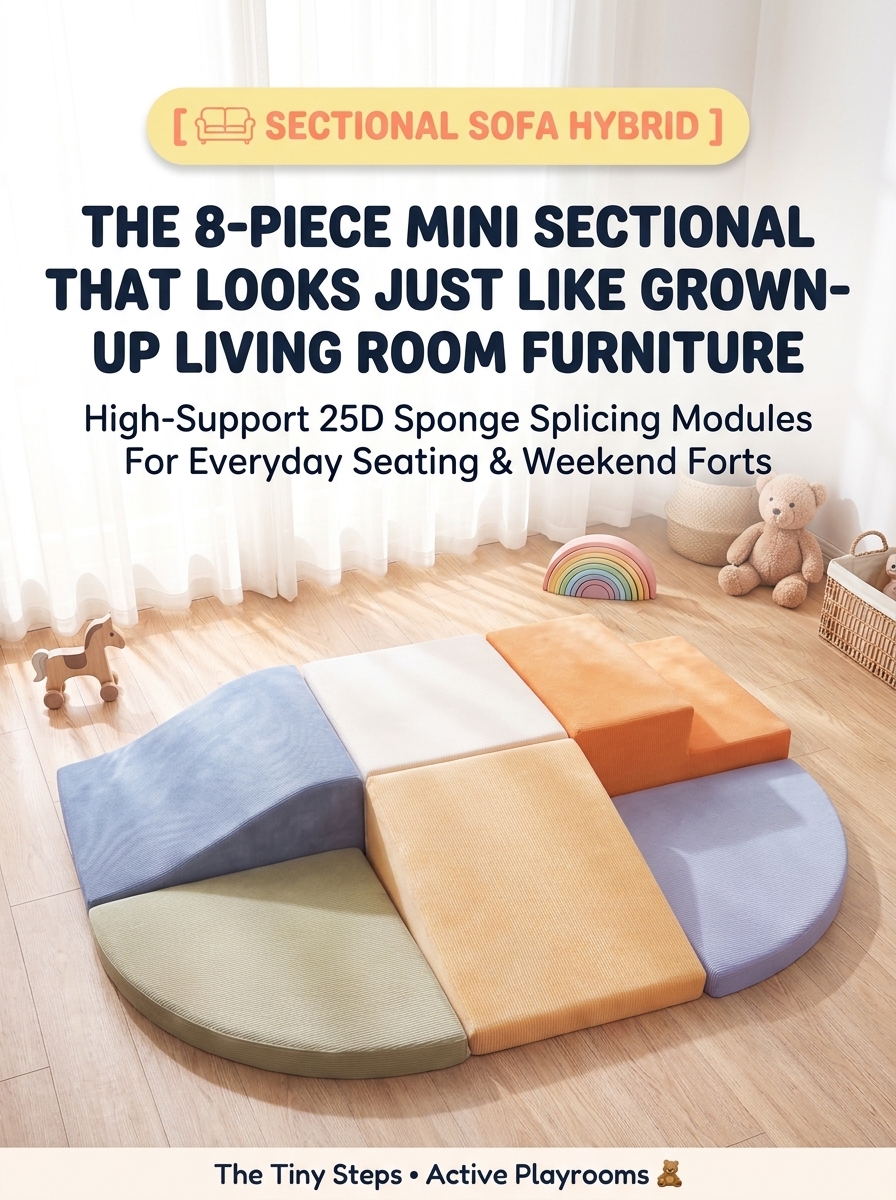 [ SECTIONAL SOFA HYBRID ]
THE 8-PIECE MINI SECTIONAL
THAT LOOKS JUST LIKE GROWN-
UP LIVING ROOM FURNITURE
High-Support 25D Sponge Splicing Modules
For Everyday Seating & Weekend Forts
The Tiny Steps • Active Playrooms 🧸